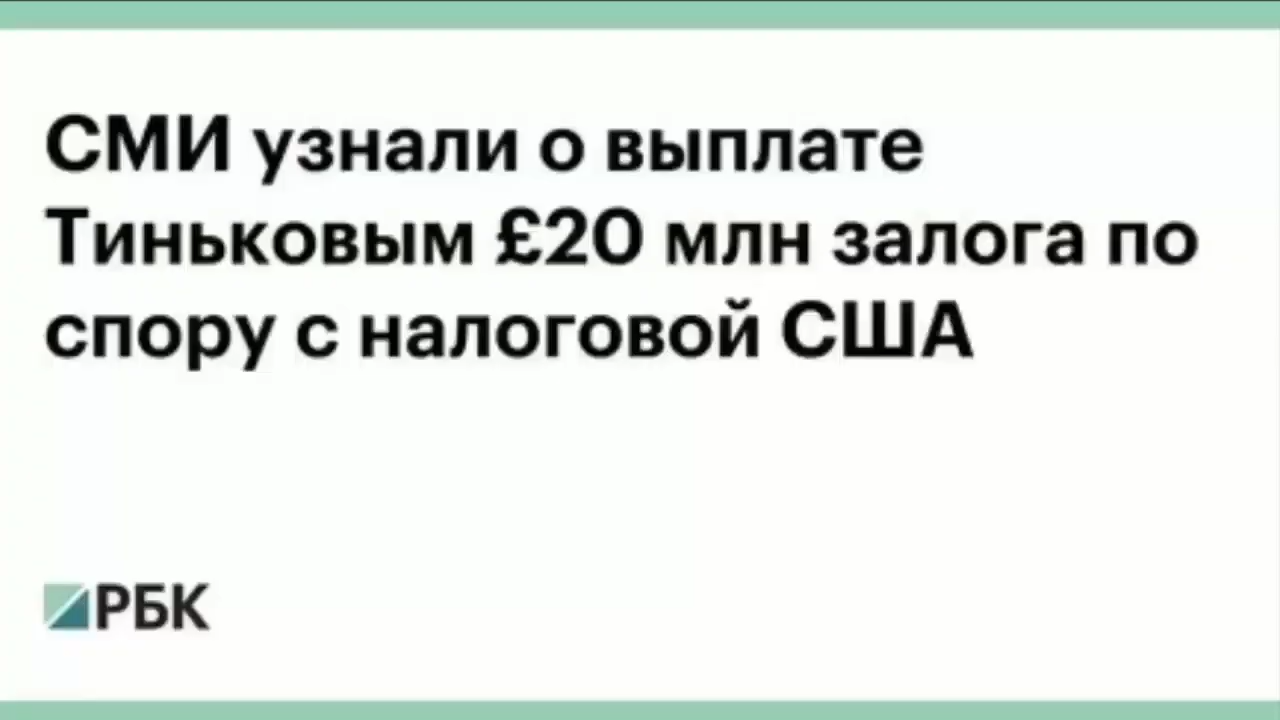 СМИ узнали о выплате
Тиньковым £20 млн залога по
спору с налоговой США
РБК